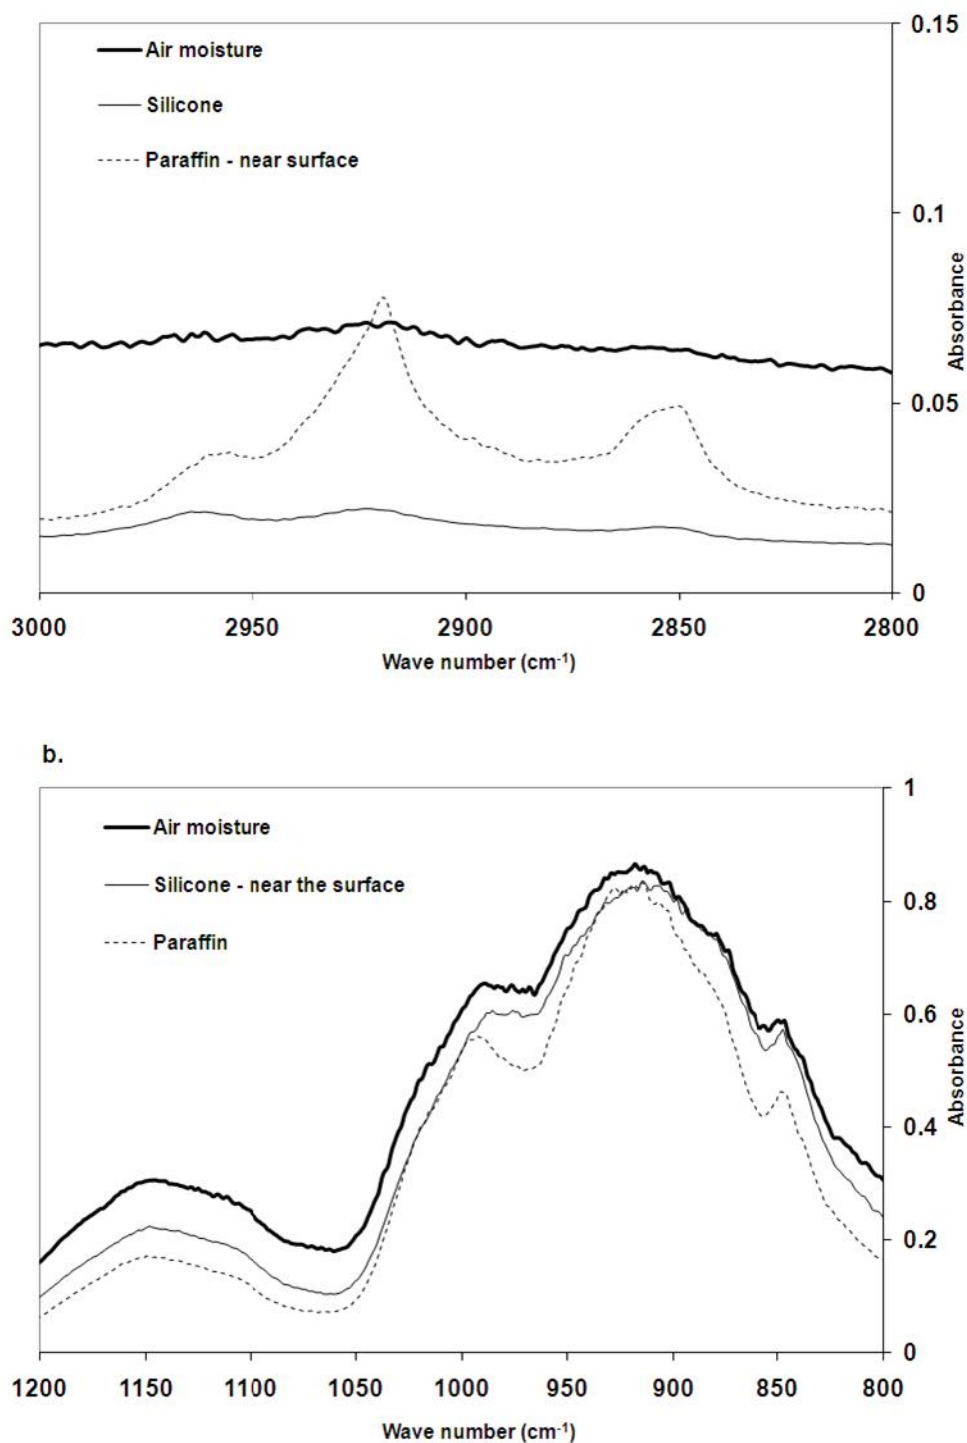 0.15
Air moisture
Silicone
Paraffin - near surface
0.1
Absorbance
0.05
0
3000 2950 2900 2850 2800
Wave number (cm-1)
b.
1
Air moisture
Silicone - near the surface
Paraffin
0.8
0.6
Absorbance
0.4
0.2
0
1200 1150 1100 1050 1000 950 900 850 800
Wave number (cm-1)